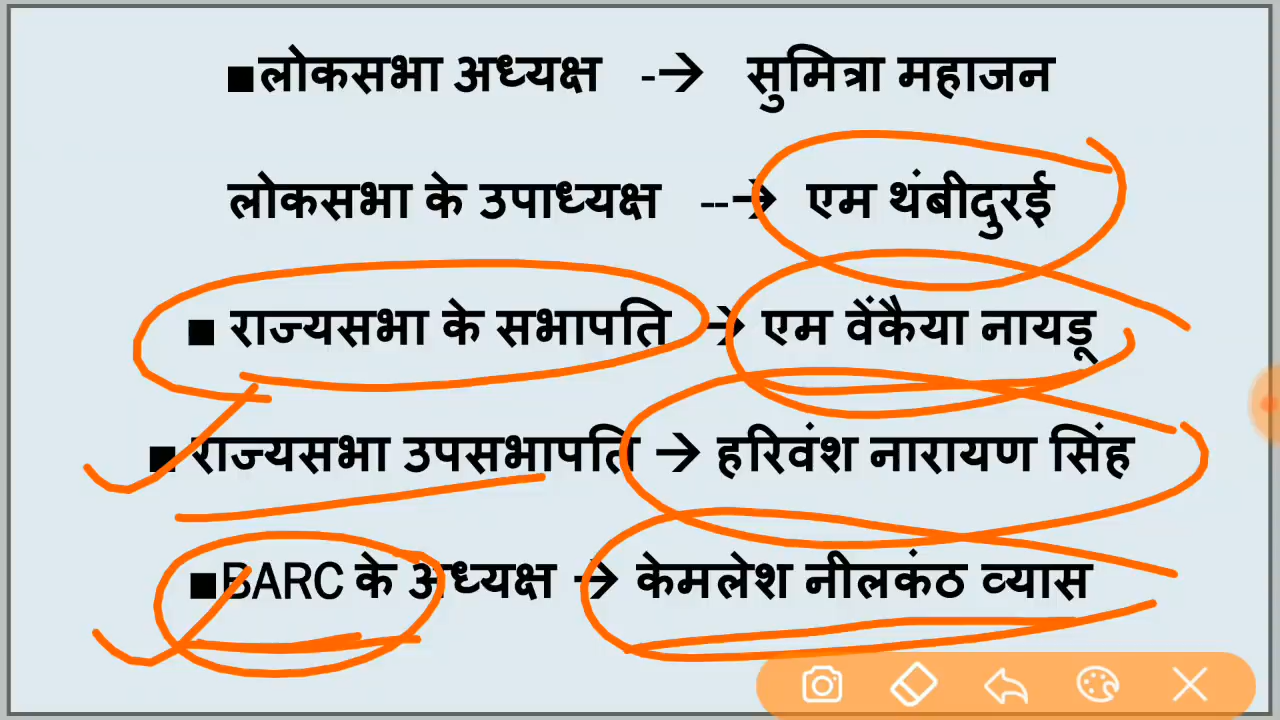 ■लोकसभा अध्यक्ष -→ सुमित्रा महाजन
लोकसभा के उपाध्यक्ष --→ एम थंबीदुरई
■ राज्यसभा के सभापति → एम वेंकैया नायडू
■ राज्यसभा उपसभापति → हरिवंश नारायण सिंह
■BARC के अध्यक्ष → केमलेश नीलकंठ व्यास